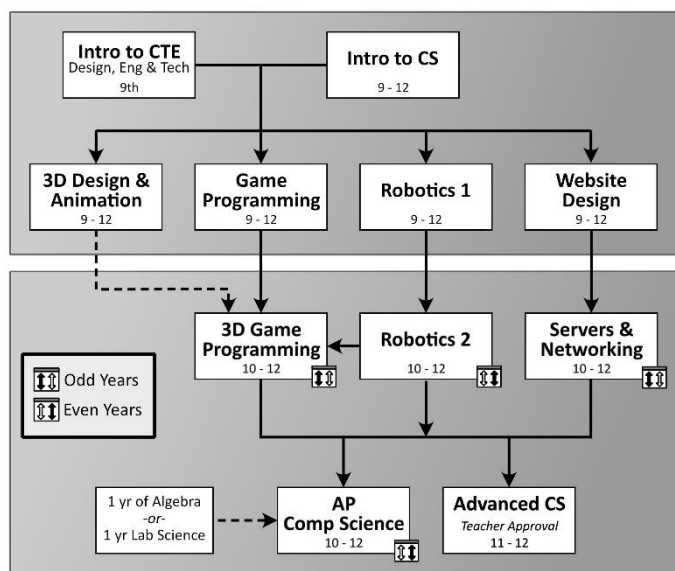 Intro to CTE
Design, Eng & Tech
9th
Intro to CS
9 - 12
3D Design &
Animation
9 - 12
Game
Programming
9 - 12
Robotics 1
9 - 12
Website
Design
9 - 12
3D Game
Programming
10 - 12
Robotics 2
10 - 12
Servers &
Networking
10 - 12
Odd Years
Even Years
1 yr of Algebra
-or-
1 yr Lab Science
AP
Comp Science
10 - 12
Advanced CS
Teacher Approval
11 - 12